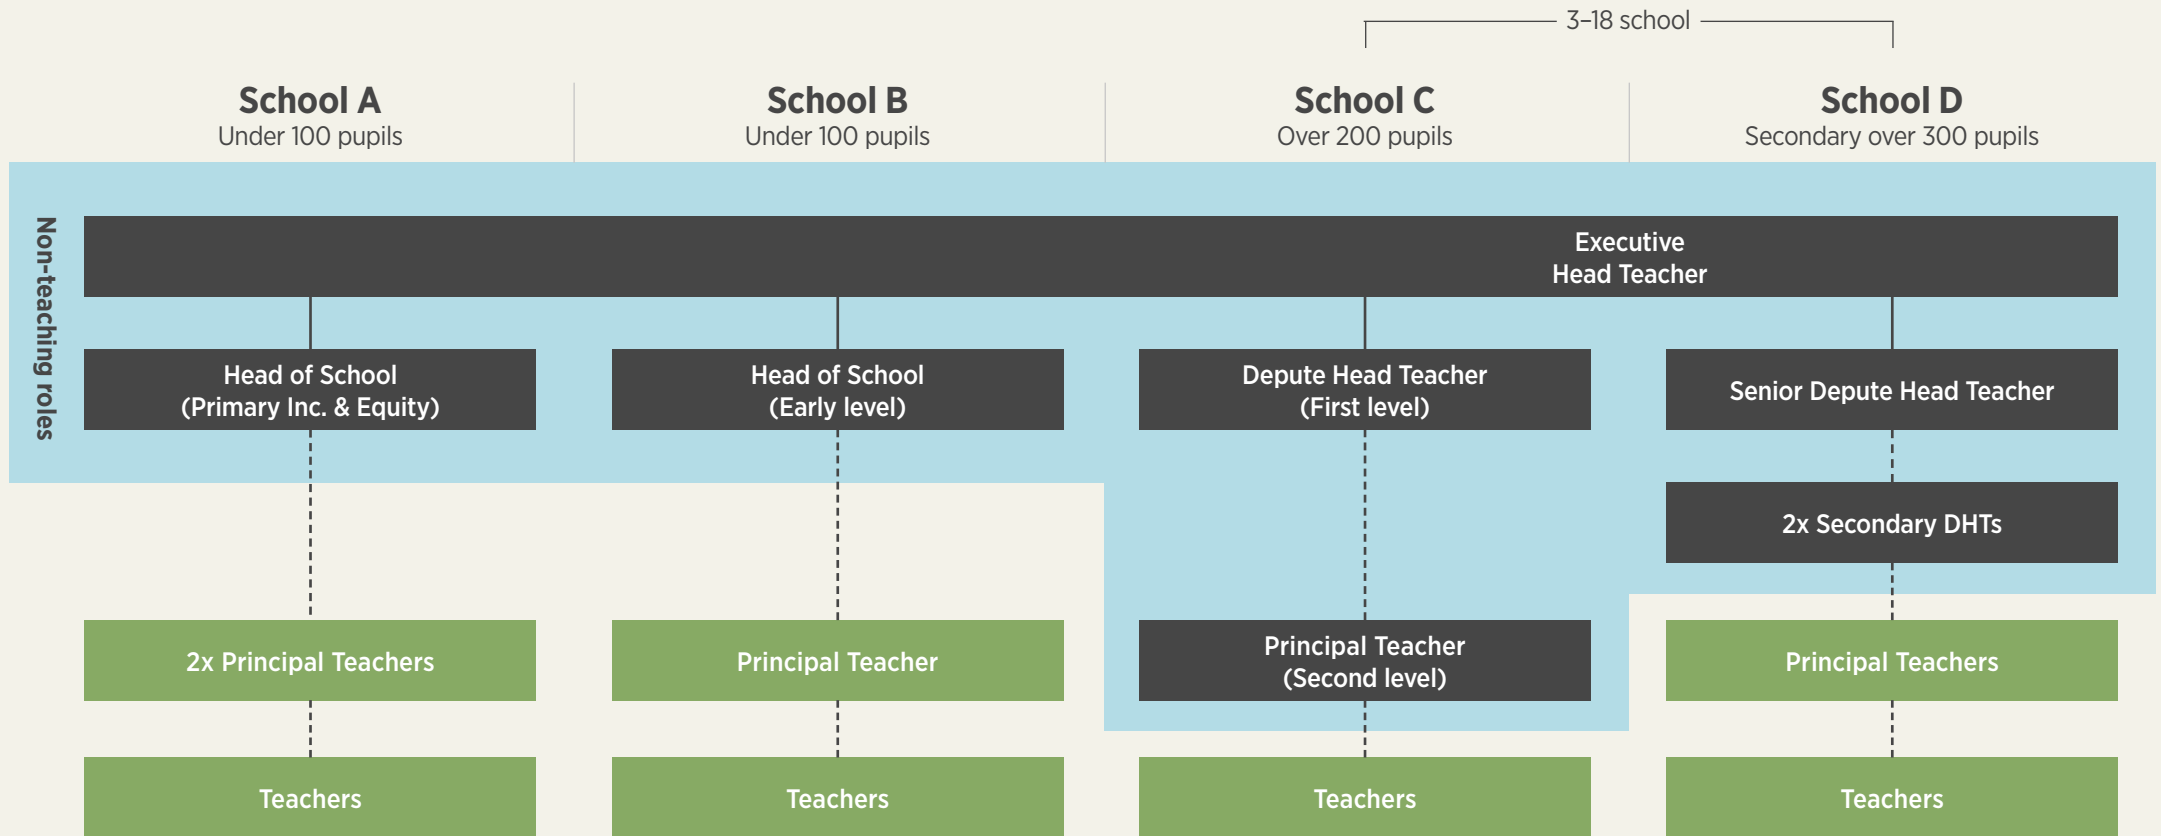 3–18 school
School A
Under 100 pupils
School B
Under 100 pupils
School C
Over 200 pupils
School D
Secondary over 300 pupils
Non-teaching roles
Executive
Head Teacher
Head of School
(Primary Inc. & Equity)
Head of School
(Early level)
Depute Head Teacher
(First level)
Senior Depute Head Teacher
2x Secondary DHTs
2x Principal Teachers
Principal Teacher
Principal Teacher
(Second level)
Principal Teachers
Teachers
Teachers
Teachers
Teachers